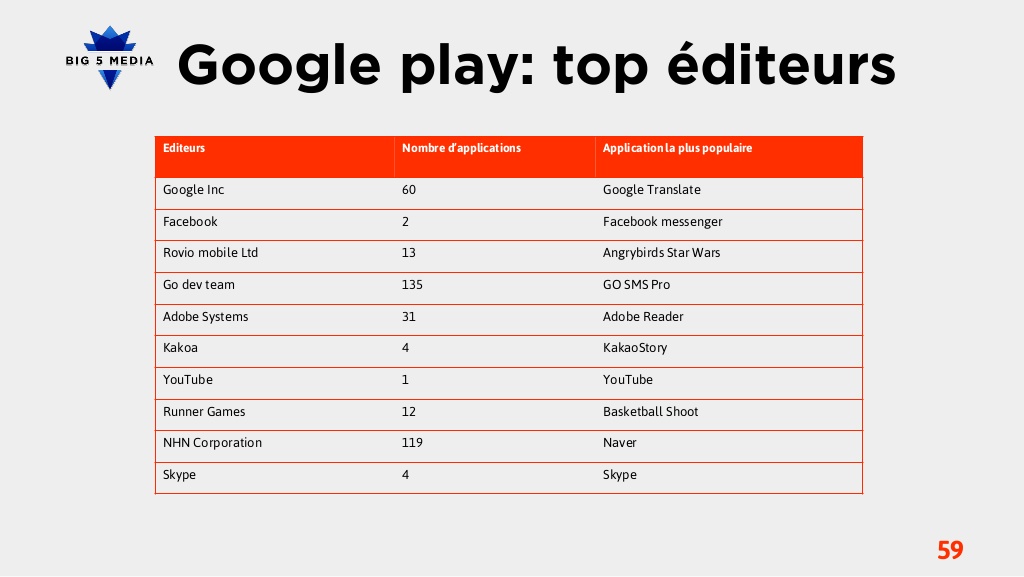 BIG 5 MEDIA
Google play: top éditeurs
Editeurs Nombre d'applications Application la plus populaire
Google Inc 60 Google Translate
Facebook 2 Facebook messenger
Rovio mobile Ltd 13 Angrybirds Star Wars
Go dev team 135 GO SMS Pro
Adobe Systems 31 Adobe Reader
Kakoa 4 KakaoStory
YouTube 1 YouTube
Runner Games 12 Basketball Shoot
NHN Corporation 119 Naver
Skype 4 Skype
59